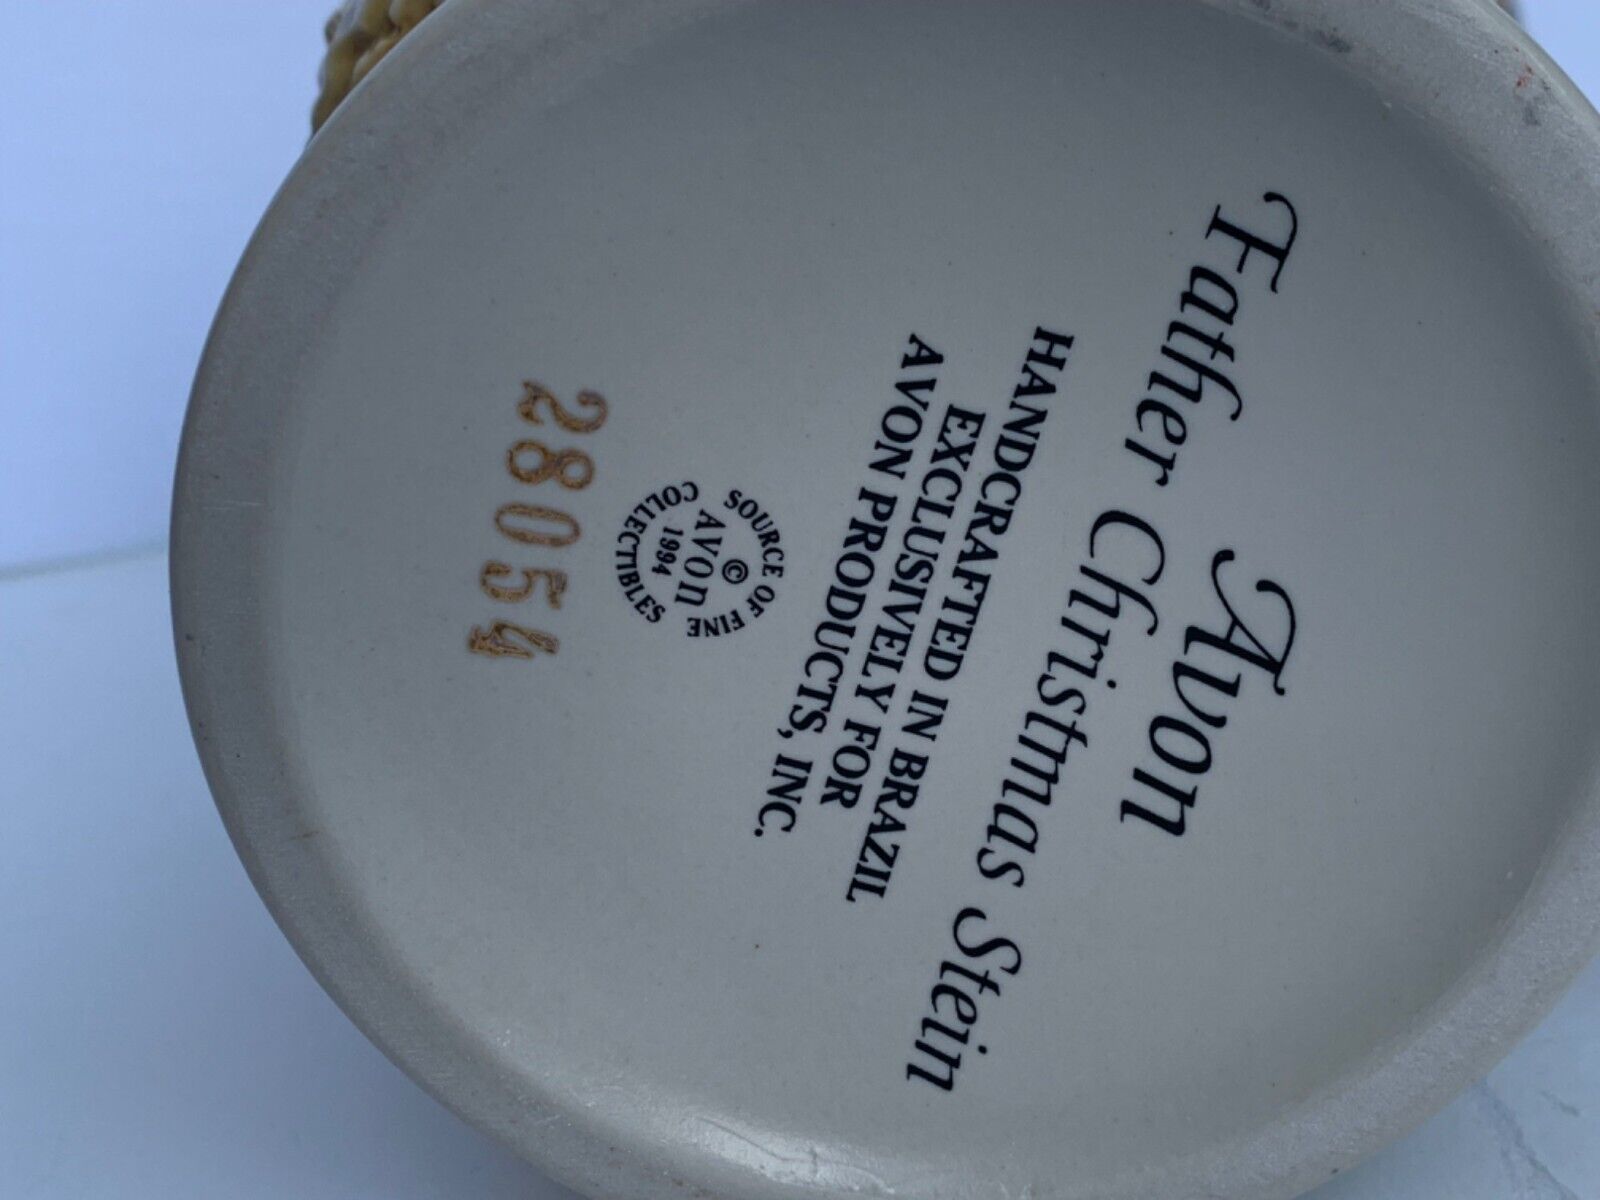 Avon
Father Christmas Stein
HANDCRAFTED IN BRAZIL
EXCLUSIVELY FOR
AVON PRODUCTS, INC.
SOURCE OF FINE
©
AVON
1994
COLLECTIBLES
28054